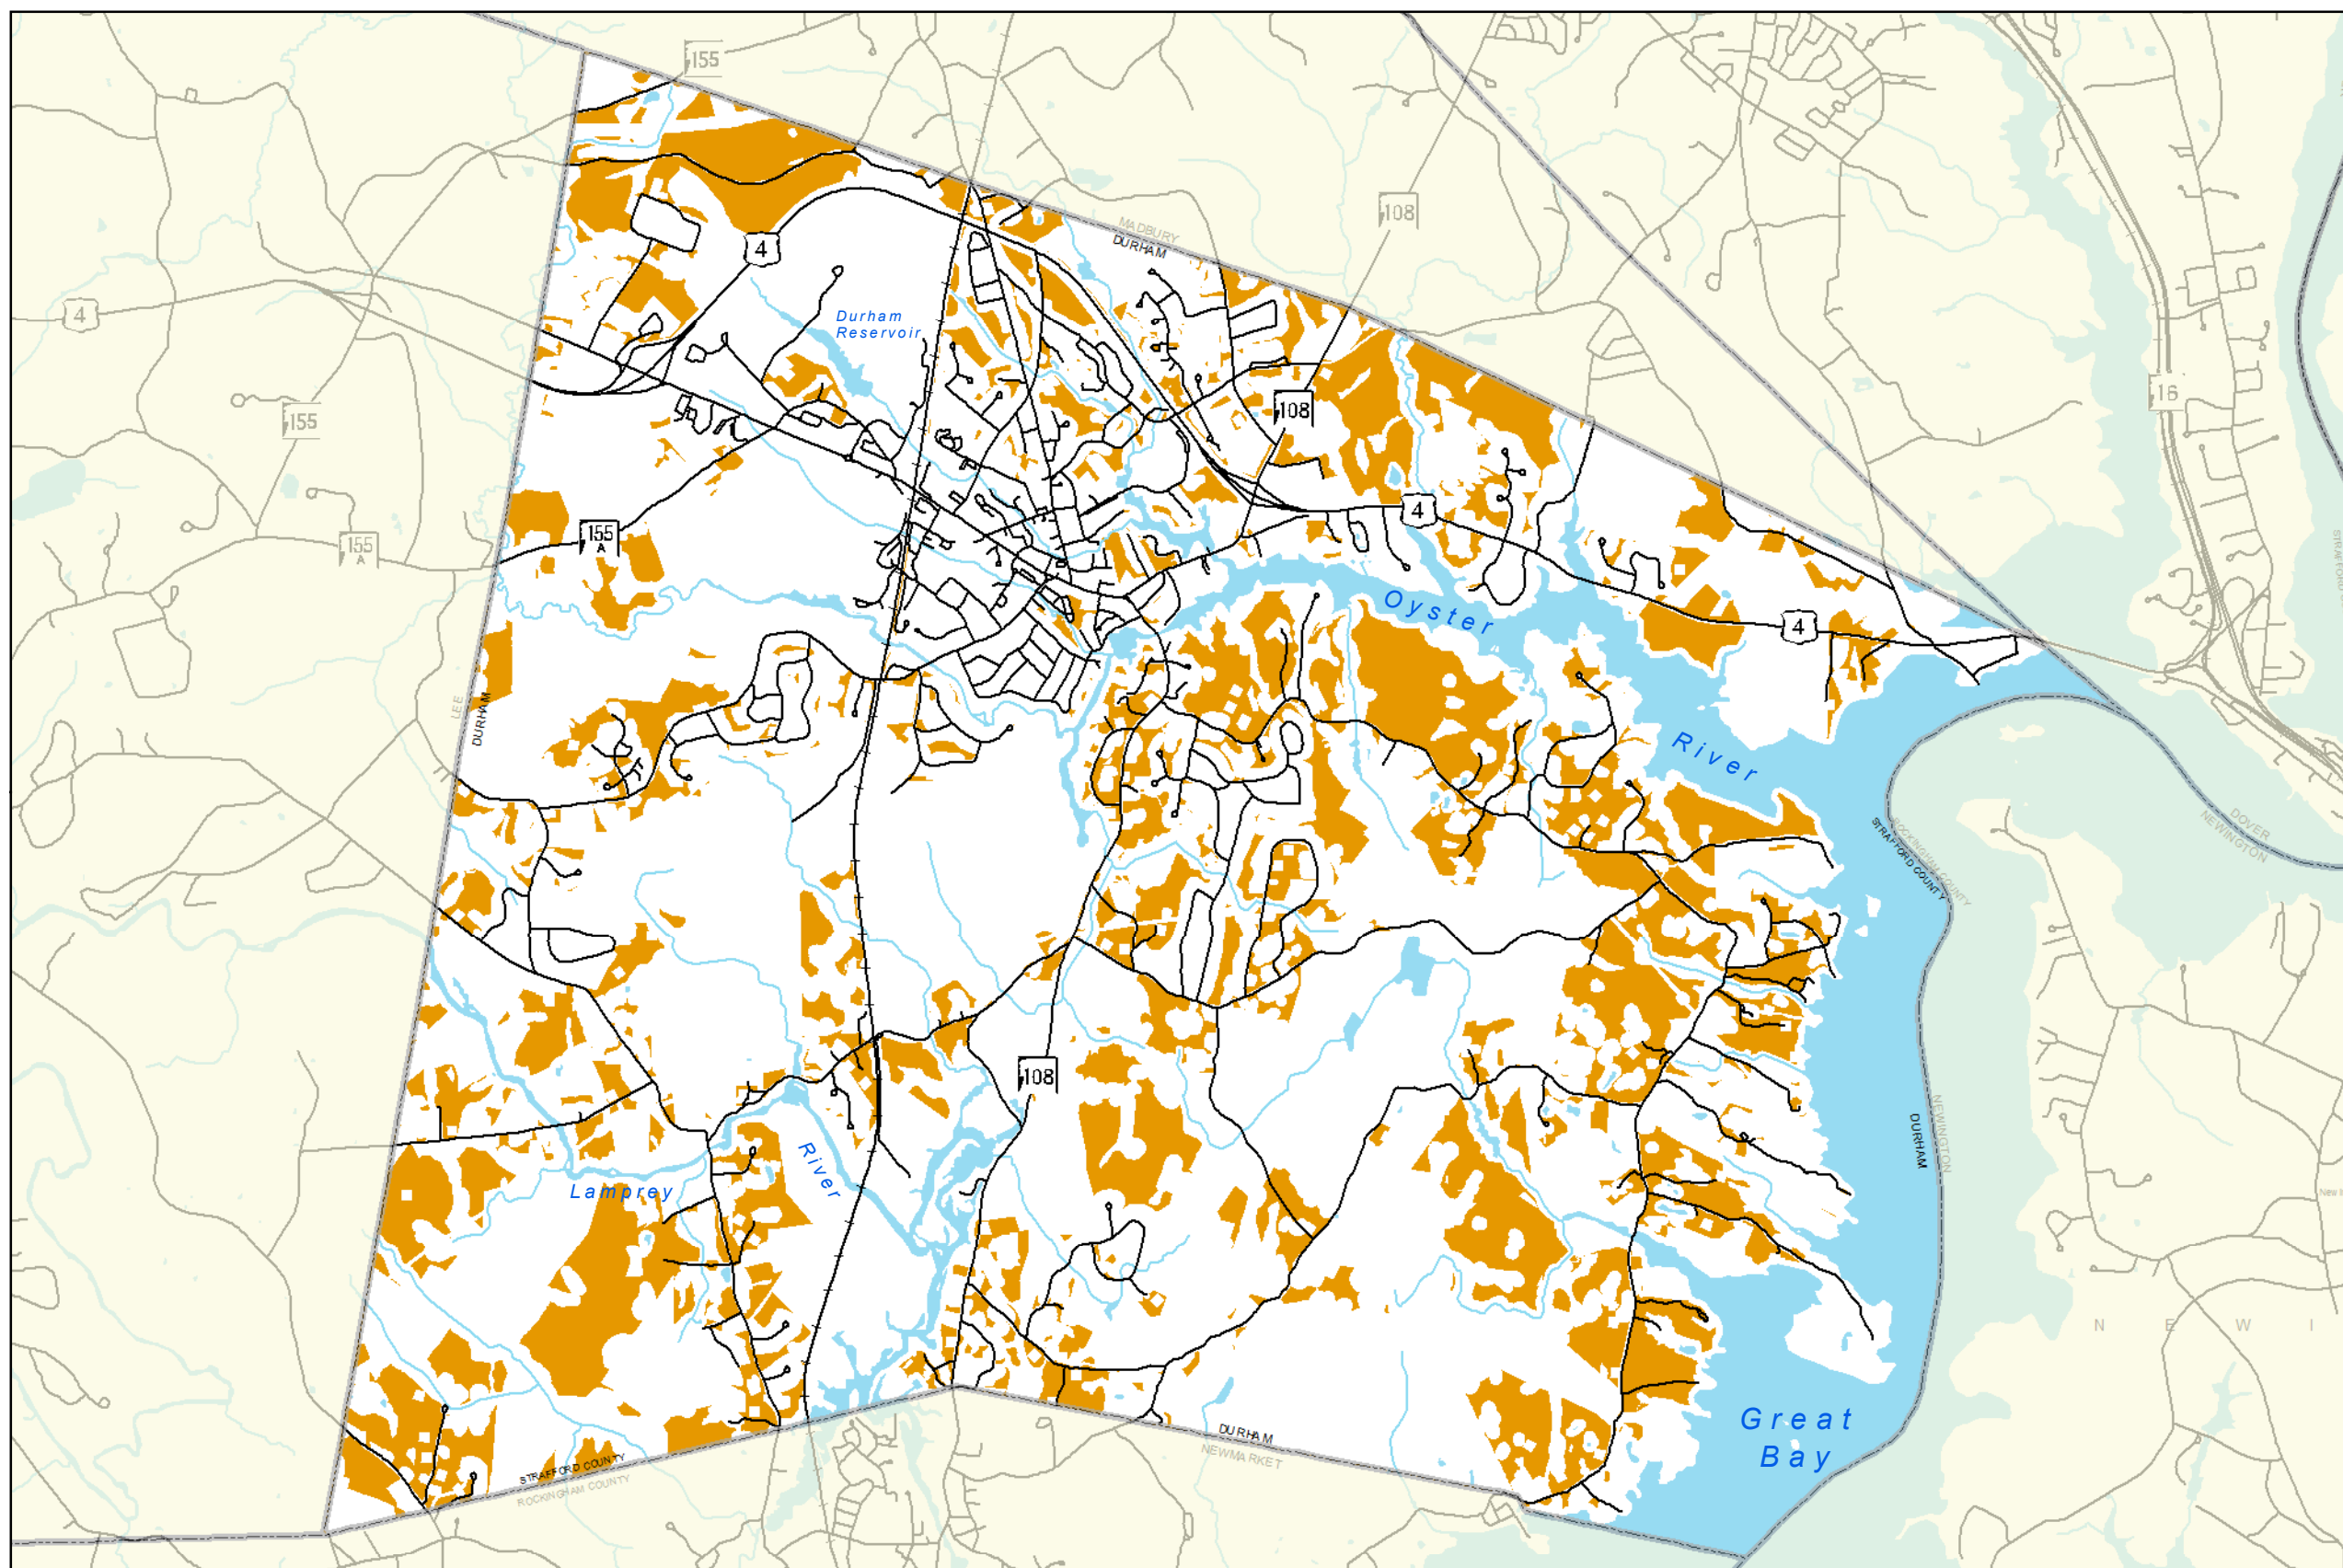 155
108
MADBURY
DURHAM
4
4
Durham
Reservoir
16
155
108
155
A
155
A
4
Oyster
4
River
LEE
DURHAM
ROCKINGHAM COUNTY
STRAFFORD COUNTY
DOVER
NEWINGTON
108
River
Lamprey
DURHAM
NEWINGTON
N E W I
Great
Bay
DURHAM
NEWMARKET
STRAFFORD COUNTY
ROCKINGHAM COUNTY